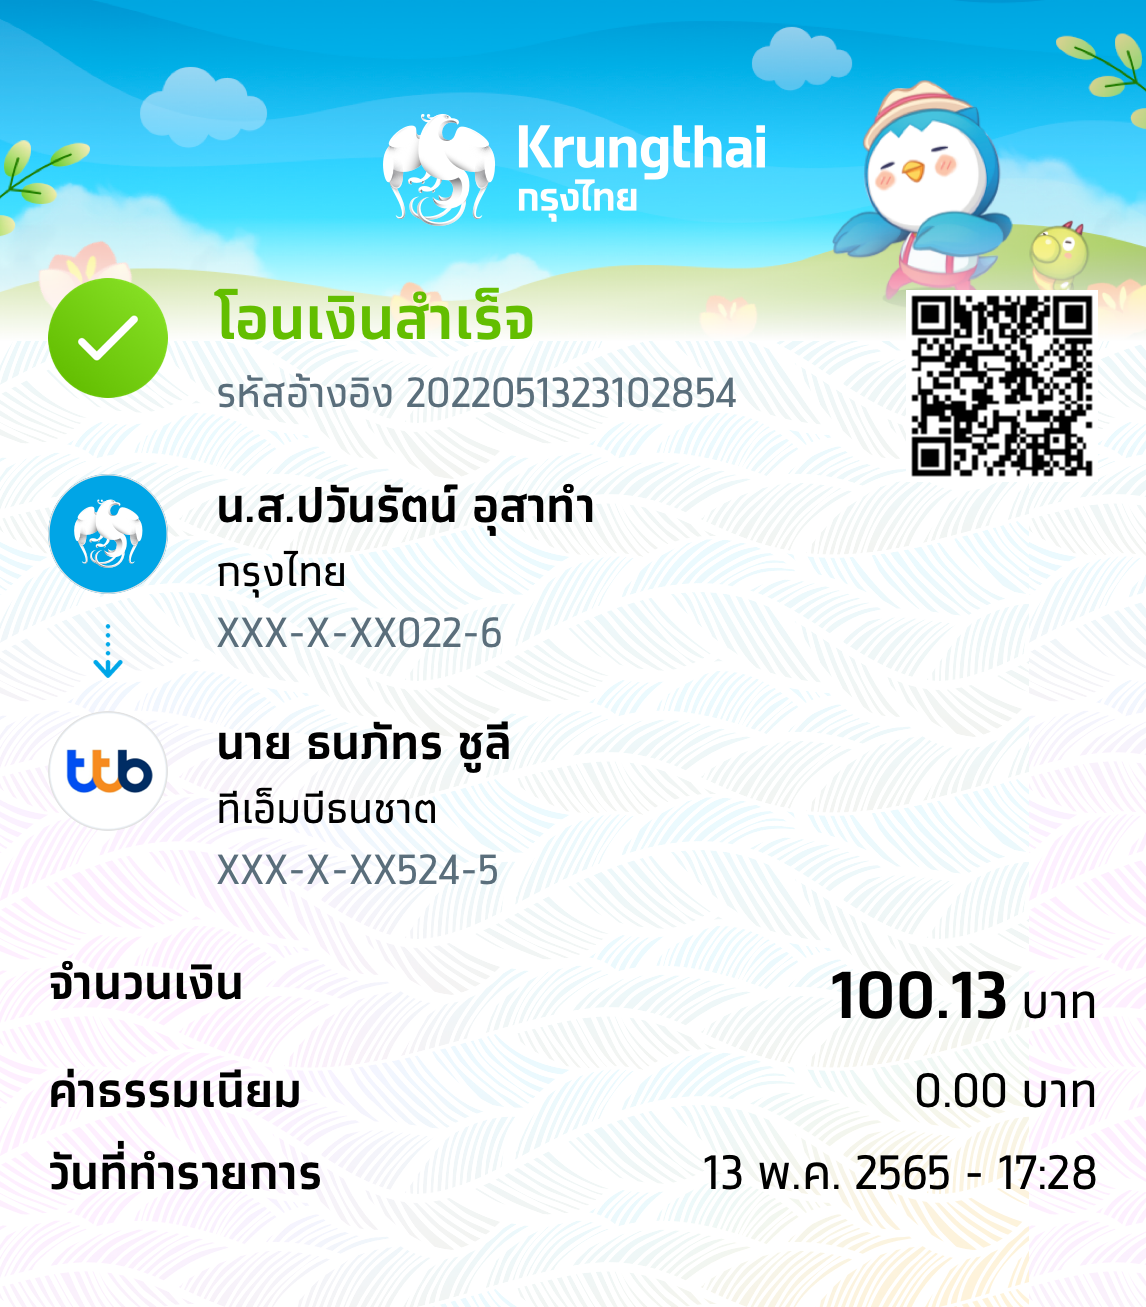 Krungthai
กรุงไทย
โอนเงินสำเร็จ
รหัสอ้างอิง 2022051323102854
น.ส.ปวันรัตน์ อุสาทำ
กรุงไทย
XXX-X-XX022-6
นาย ธนภัทร ชูลี
ttb
ทีเอ็มบีธนชาต
XXX-X-XX524-5
จำนวนเงิน 100.13 บาท
ค่าธรรมเนียม 0.00 บาท
วันที่ทำรายการ 13 พ.ค. 2565 - 17:28